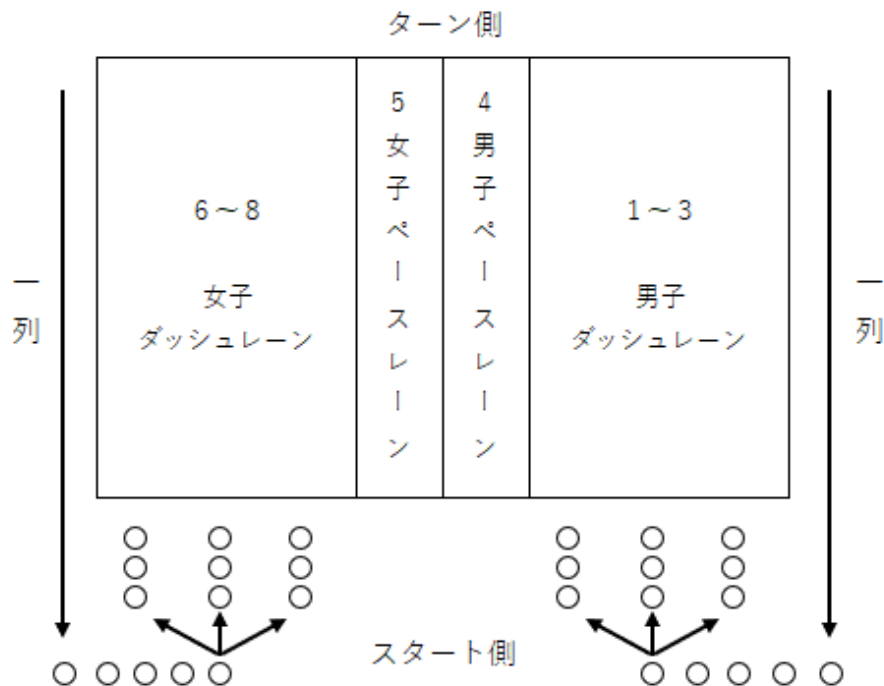 ターン側
一列
6～8
女子
ダッシュレーン
5女子ペースレーン
4男子ペースレーン
1～3
男子
ダッシュレーン
一列
スタート側